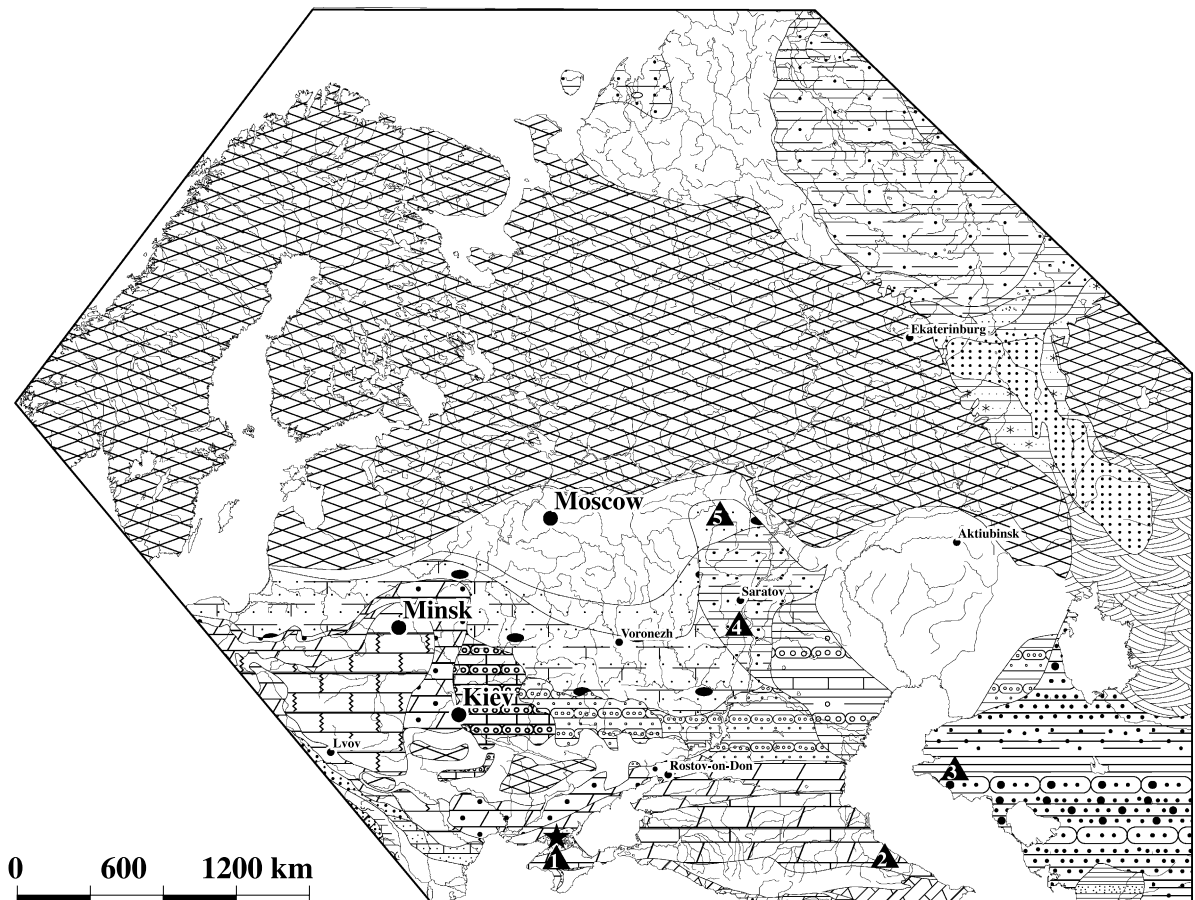 Ekaterinburg
Moscow
5
Aktiubinsk
Saratov
Minsk
4
Voronezh
Kiev
Lvov
Rostov-on-Don
3
1
2
0 600 1200 km